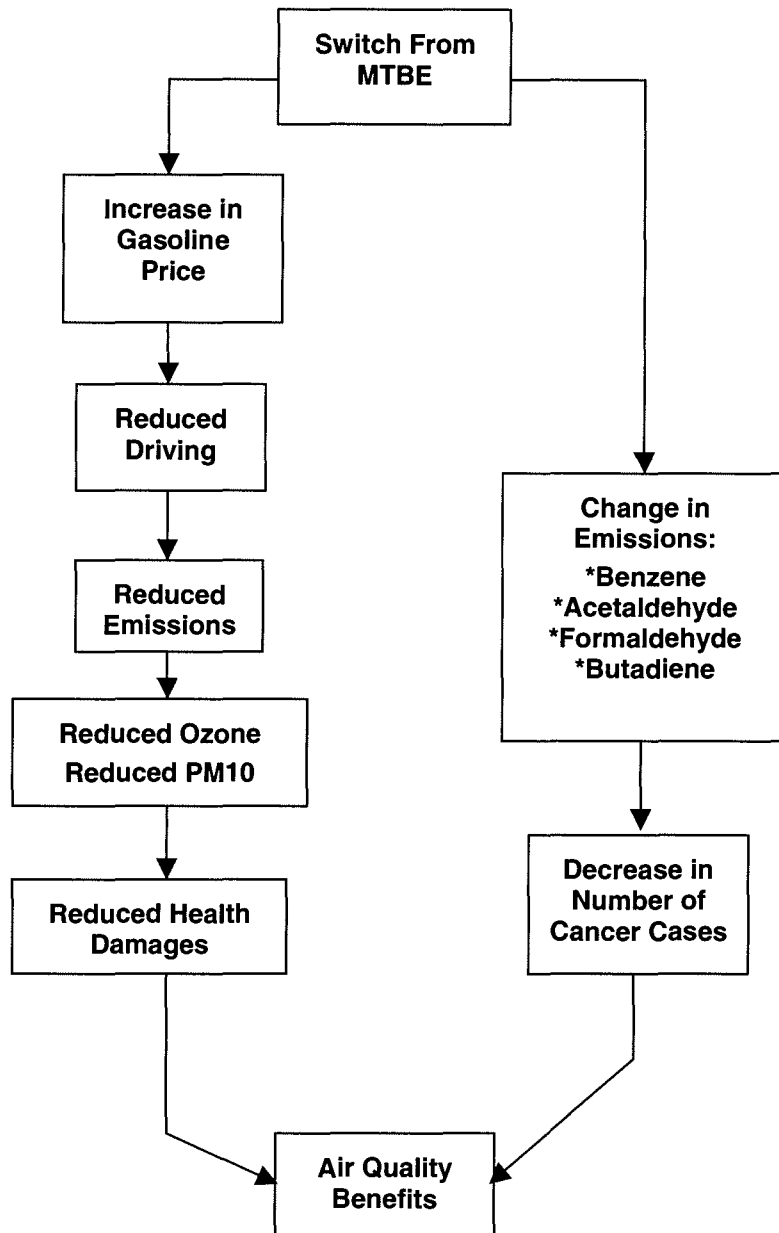 Switch From
MTBE
Increase in
Gasoline
Price
Reduced
Driving
Reduced
Emissions
Reduced Ozone
Reduced PM10
Reduced Health
Damages
Change in
Emissions:
*Benzene
*Acetaldehyde
*Formaldehyde
*Butadiene
Decrease in
Number of
Cancer Cases
Air Quality
Benefits